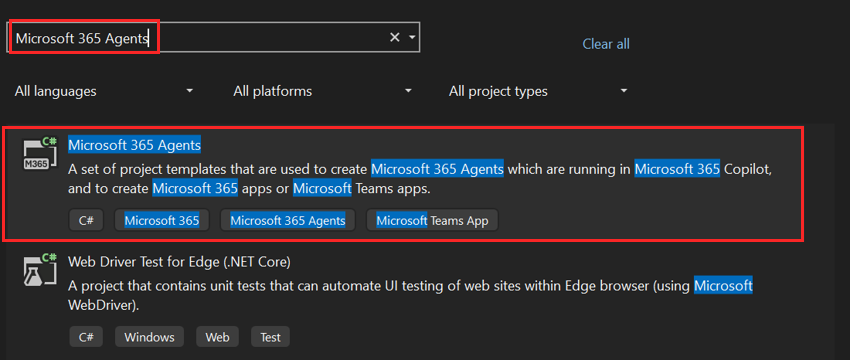 Microsoft 365 Agents
Clear all
All languages
All platforms
All project types
C#
M365
Microsoft 365 Agents
A set of project templates that are used to create Microsoft 365 Agents which are running in Microsoft 365 Copilot,
and to create Microsoft 365 apps or Microsoft Teams apps.
C# Microsoft 365 Microsoft 365 Agents Microsoft Teams App
C#
Web Driver Test for Edge (.NET Core)
A project that contains unit tests that can automate UI testing of web sites within Edge browser (using Microsoft
WebDriver).
C# Windows Web Test